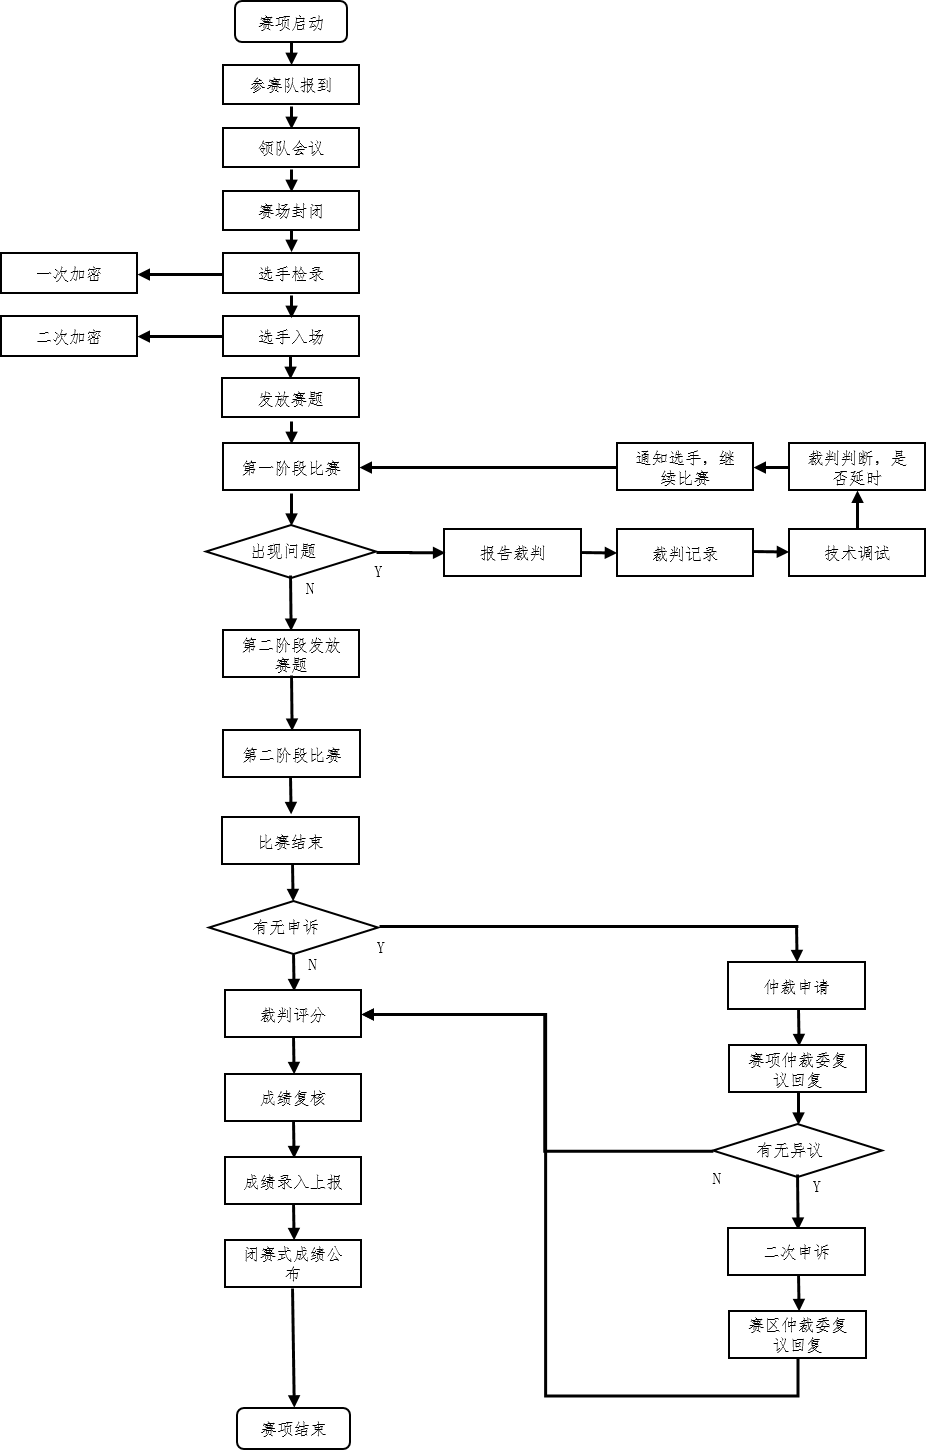 赛项启动
参赛队报到
领队会议
赛场封闭
一次加密
选手检录
二次加密
选手入场
发放赛题
第一阶段比赛
通知选手，继
续比赛
裁判判断，是
否延时
出现问题
Y
N
报告裁判
裁判记录
技术调试
第二阶段发放
赛题
第二阶段比赛
比赛结束
有无申诉
Y
N
仲裁申请
裁判评分
赛项仲裁委复
议回复
成绩复核
有无异议
N
Y
成绩录入上报
二次申诉
闭赛式成绩公
布
赛区仲裁委复
议回复
赛项结束